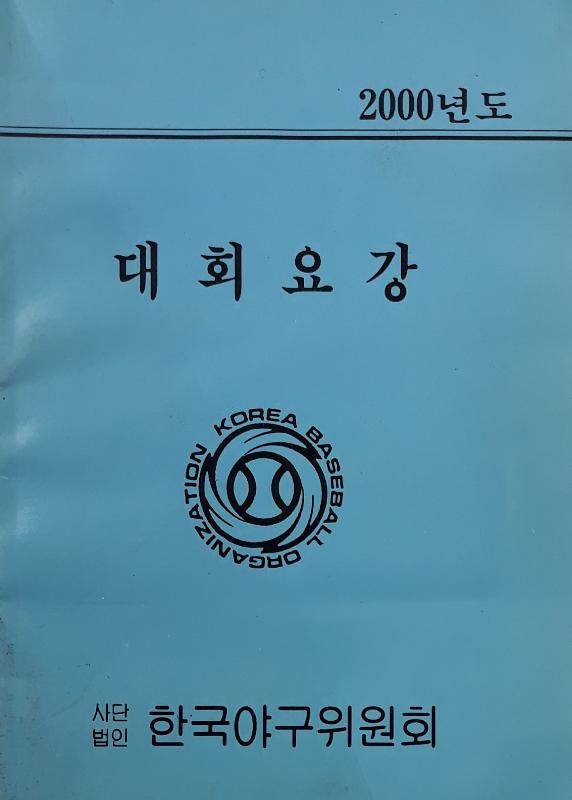 2000년도
대회요강
KOREA BASEBALL ORGANIZATION
사단
법인
한국야구위원회